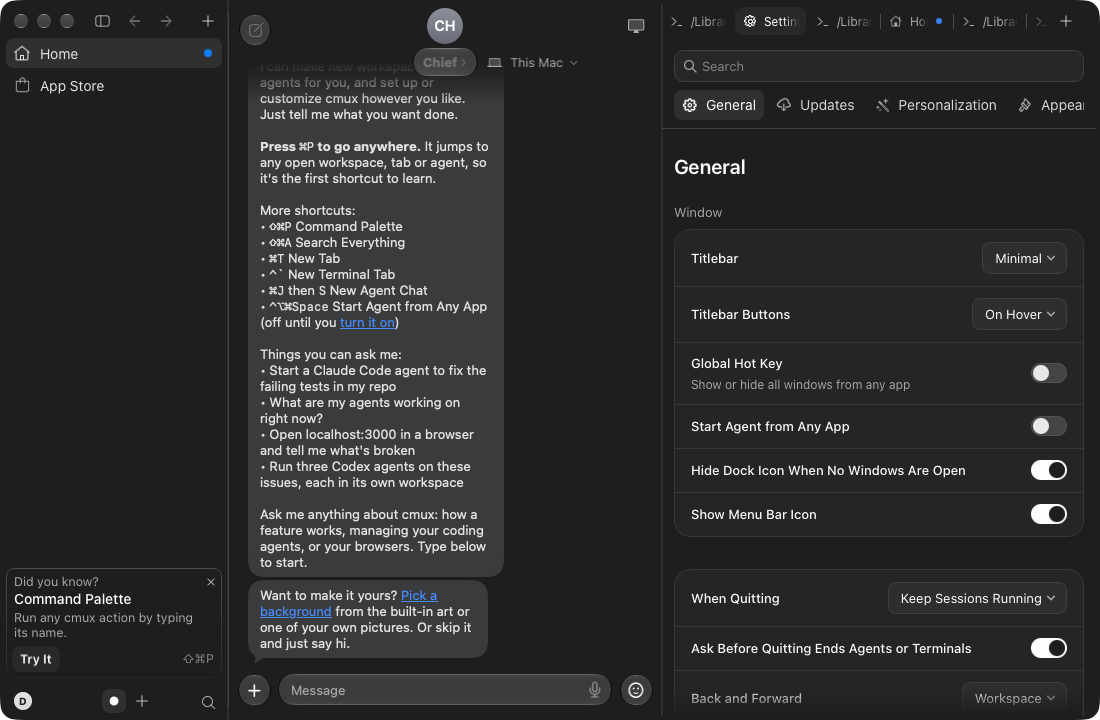 Home
App Store
Did you know?
Command Palette
Run any cmux action by typing
its name.
Try It
⇧⌘P
D
CH
Chief ›
This Mac
I can make new
agents for you, and set up or
customize cmux however you like.
Just tell me what you want done.
Press ⌘P to go anywhere. It jumps to
any open workspace, tab or agent, so
it's the first shortcut to learn.
More shortcuts:
• ⇧⌘P Command Palette
• ⇧⌘A Search Everything
• ⌘T New Tab
• ^` New Terminal Tab
• ⌘J then S New Agent Chat
• ^⌥⌘Space Start Agent from Any App
(off until you turn it on)
Things you can ask me:
• Start a Claude Code agent to fix the
failing tests in my repo
• What are my agents working on
right now?
• Open localhost:3000 in a browser
and tell me what's broken
• Run three Codex agents on these
issues, each in its own workspace
Ask me anything about cmux: how a
feature works, managing your coding
agents, or your browsers. Type below
to start.
Want to make it yours? Pick a
background from the built-in art or
one of your own pictures. Or skip it
and just say hi.
Message
/Librar
Settin
/Librar
Ho
/Librar
Search
General
Updates
Personalization
Appear
General
Window
Titlebar
Minimal
Titlebar Buttons
On Hover
Global Hot Key
Show or hide all windows from any app
Start Agent from Any App
Hide Dock Icon When No Windows Are Open
Show Menu Bar Icon
When Quitting
Keep Sessions Running
Ask Before Quitting Ends Agents or Terminals
Back and Forward
Workspace